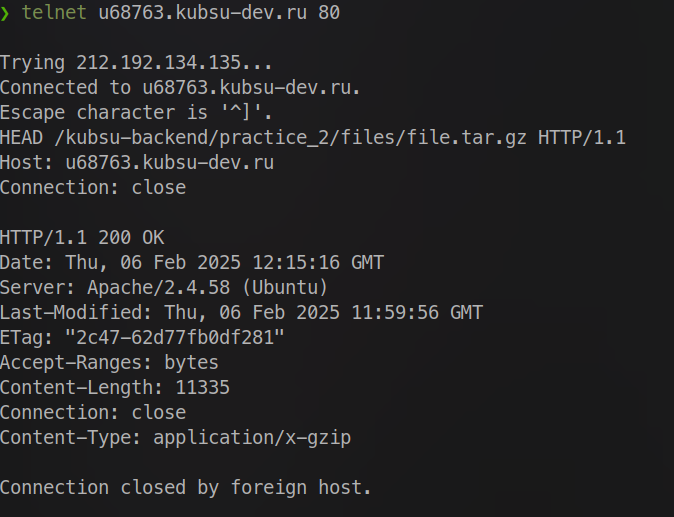 ❯ telnet u68763.kubsu-dev.ru 80
Trying 212.192.134.135...
Connected to u68763.kubsu-dev.ru.
Escape character is '^]'.
HEAD /kubsu-backend/practice_2/files/file.tar.gz HTTP/1.1
Host: u68763.kubsu-dev.ru
Connection: close
HTTP/1.1 200 OK
Date: Thu, 06 Feb 2025 12:15:16 GMT
Server: Apache/2.4.58 (Ubuntu)
Last-Modified: Thu, 06 Feb 2025 11:59:56 GMT
ETag: "2c47-62d77fb0df281"
Accept-Ranges: bytes
Content-Length: 11335
Connection: close
Content-Type: application/x-gzip
Connection closed by foreign host.